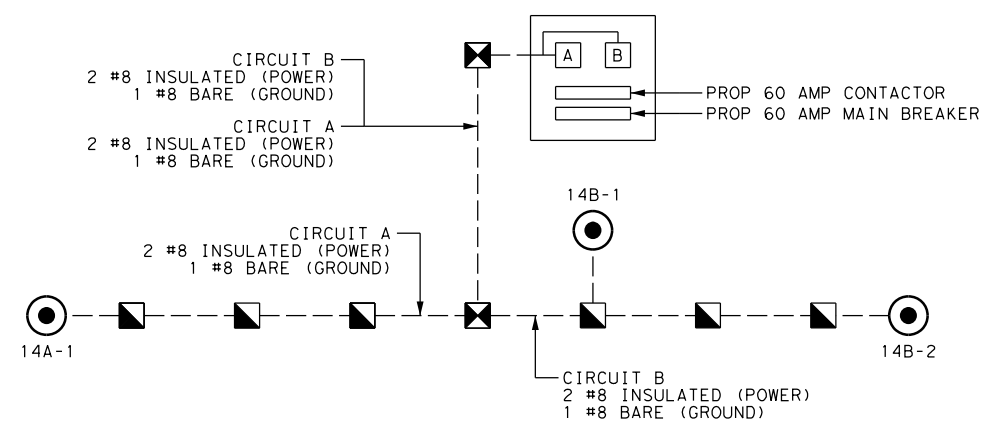 CIRCUIT B
2 #8 INSULATED (POWER)
1 #8 BARE (GROUND)
CIRCUIT A
2 #8 INSULATED (POWER)
1 #8 BARE (GROUND)
A
B
PROP 60 AMP CONTACTOR
PROP 60 AMP MAIN BREAKER
14B-1
CIRCUIT A
2 #8 INSULATED (POWER)
1 #8 BARE (GROUND)
14A-1
14B-2
CIRCUIT B
2 #8 INSULATED (POWER)
1 #8 BARE (GROUND)